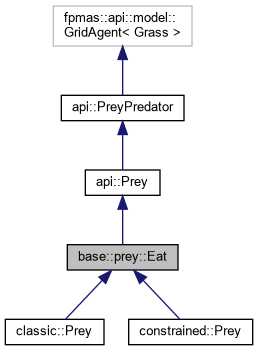 fpmas::api::model::
GridAgent< Grass >
api::PreyPredator
api::Prey
base::prey::Eat
classic::Prey
constrained::Prey